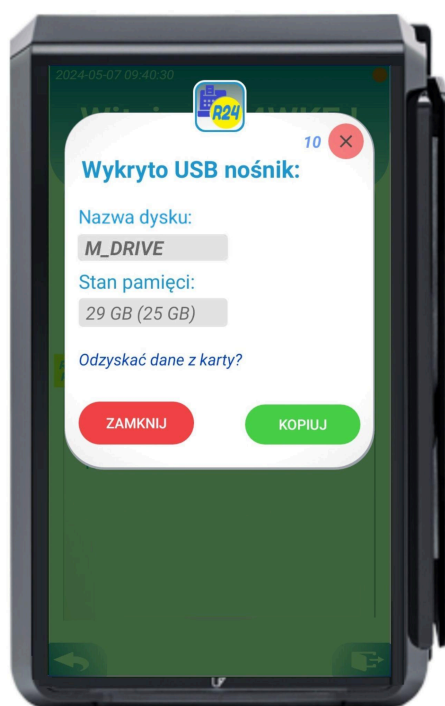 2024-05-07 09:40:30
R24
10
Wykryto USB nośnik:
Nazwa dysku:
M_DRIVE
Stan pamięci:
29 GB (25 GB)
Odzyskać dane z karty?
ZAMKNIJ
KOPIUJ